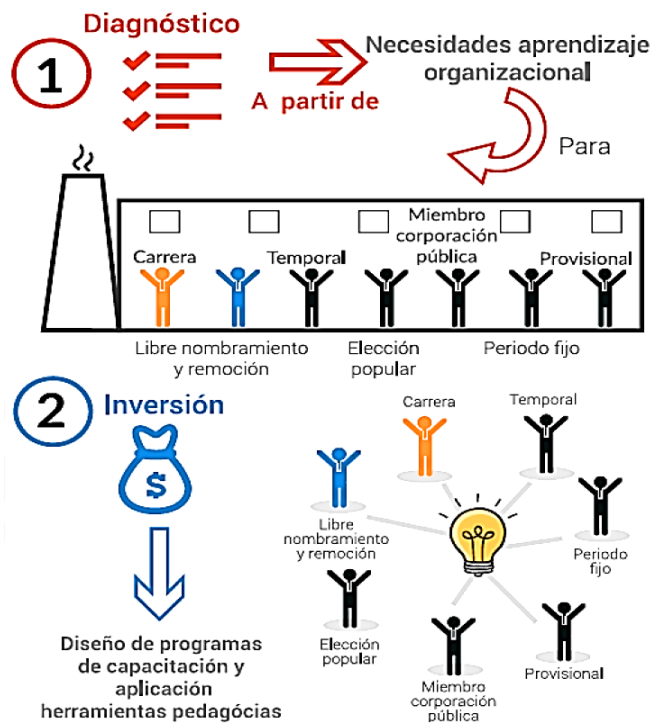 Diagnóstico
1
A partir de
Necesidades aprendizaje
organizacional
Para
Carrera
Temporal
Miembro
corporación
pública
Provisional
Libre nombramiento
y remoción
Elección
popular
Periodo fijo
2
Inversión
$
Diseño de programas
de capacitación y
aplicación
herramientas pedagócias
Carrera
Temporal
Libre
nombramiento
y remoción
Periodo
fijo
Elección
popular
Miembro
corporación
pública
Provisional